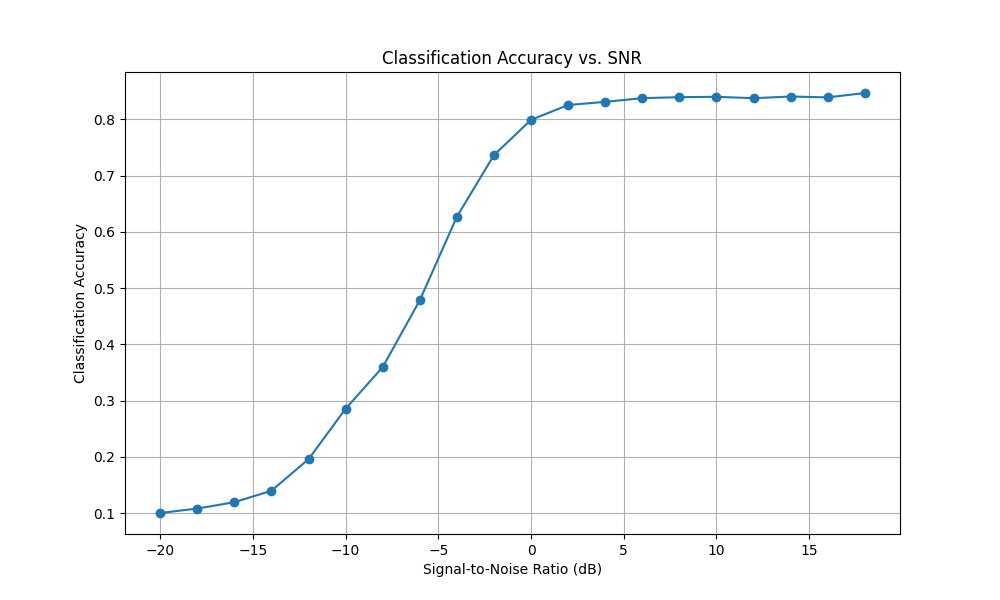 Classification Accuracy vs. SNR
Classification Accuracy
0.8
0.7
0.6
0.5
0.4
0.3
0.2
0.1
−20 −15 −10 −5 0 5 10 15
Signal-to-Noise Ratio (dB)